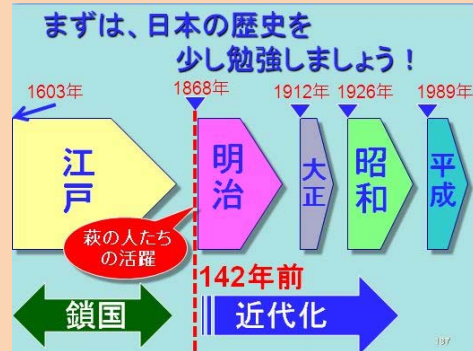 まずは、日本の歴史を
少し勉強しましょう！
1603年
1868年
1912年
1926年
1989年
江戸
明治
大正
昭和
平成
萩の人たち
の活躍
142年前
鎖国
近代化
137